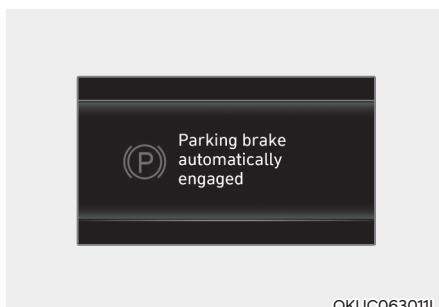 (P)
Parking brake
automatically
engaged
OKUC063011L